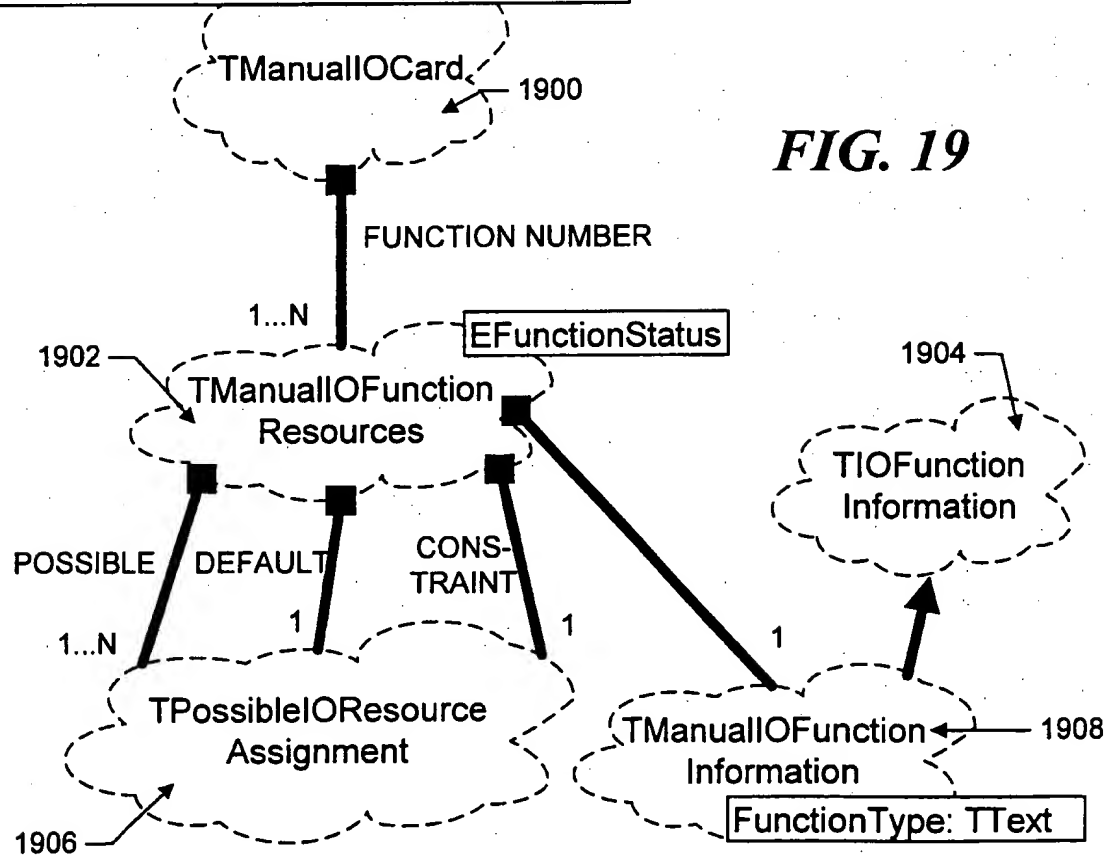 TManualIOCard
1900
FIG. 19
FUNCTION NUMBER
1...N
EFunctionStatus
1902
1904
TManualIOFunction
Resources
TIOFunction
Information
POSSIBLE
DEFAULT
CONS-
TRAINT
1...N
1
1
1
TPossibleIOResource
Assignment
TManualIOFunction
Information
1908
FunctionType: TText
1906